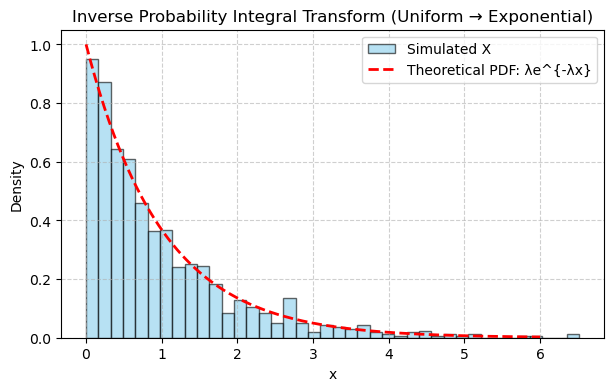 Inverse Probability Integral Transform (Uniform → Exponential)
Simulated X
Theoretical PDF: λe^{-λx}
Density
1.0
0.8
0.6
0.4
0.2
0.0
0 1 2 3 4 5 6
x